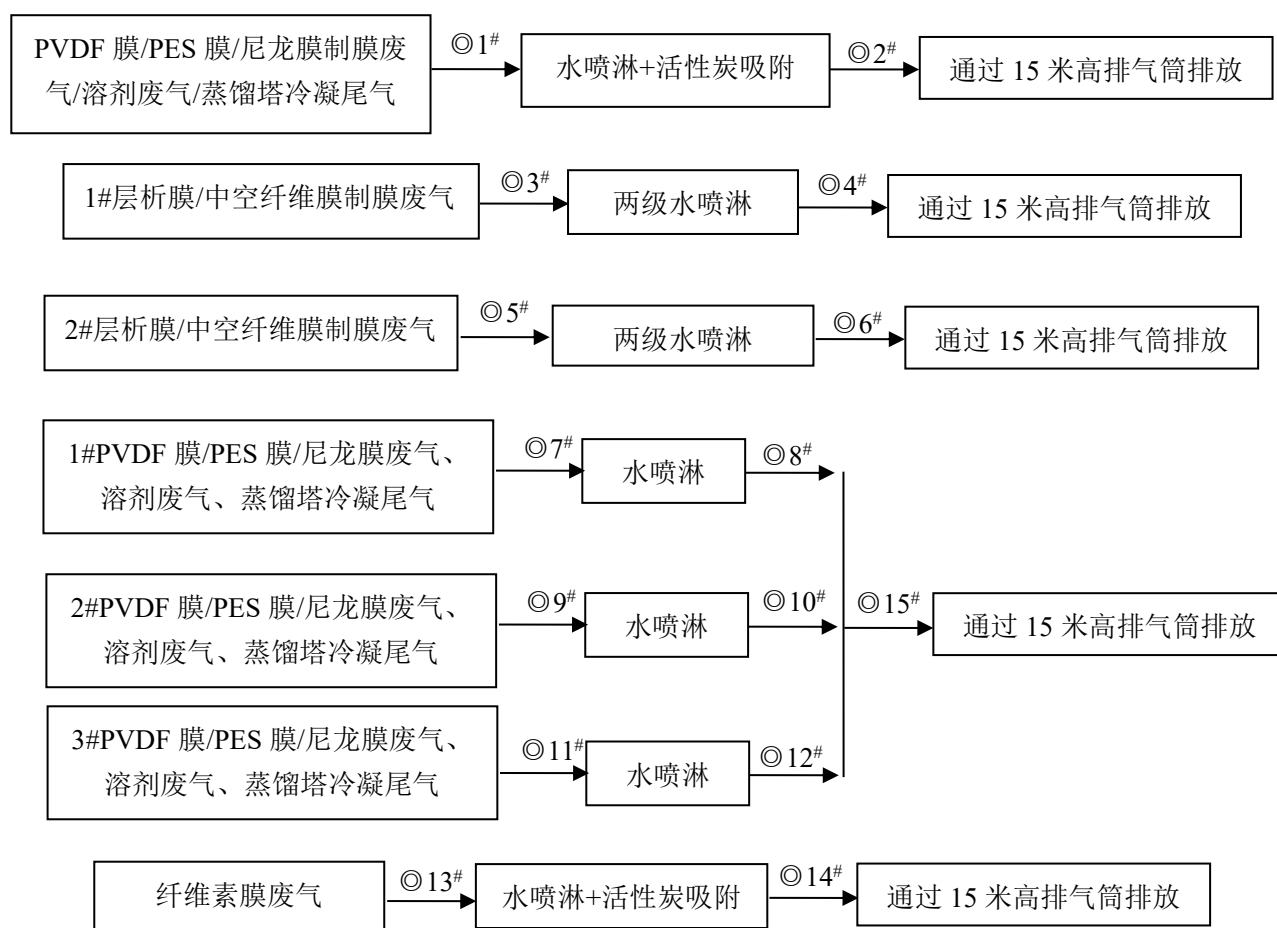 PVDF 膜/PES 膜/尼龙膜制膜废
气/溶剂废气/蒸馏塔冷凝尾气
◎1#
水喷淋+活性炭吸附
◎2#
通过 15 米高排气筒排放
1#层析膜/中空纤维膜制膜废气
◎3#
两级水喷淋
◎4#
通过 15 米高排气筒排放
2#层析膜/中空纤维膜制膜废气
◎5#
两级水喷淋
◎6#
通过 15 米高排气筒排放
1#PVDF 膜/PES 膜/尼龙膜废气、
溶剂废气、蒸馏塔冷凝尾气
◎7#
水喷淋
◎8#
2#PVDF 膜/PES 膜/尼龙膜废气、
溶剂废气、蒸馏塔冷凝尾气
◎9#
水喷淋
◎10#
◎15#
通过 15 米高排气筒排放
3#PVDF 膜/PES 膜/尼龙膜废气、
溶剂废气、蒸馏塔冷凝尾气
◎11#
水喷淋
◎12#
纤维素膜废气
◎13#
水喷淋+活性炭吸附
◎14#
通过 15 米高排气筒排放